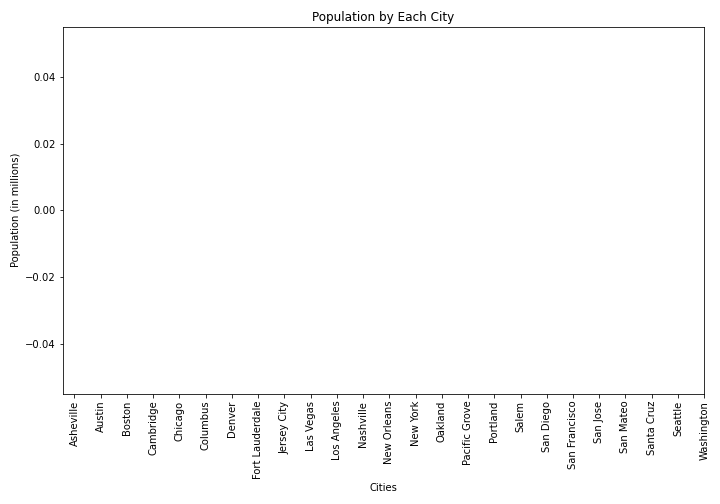 Population by Each City
Population (in millions)
0.04
0.02
0.00
−0.02
−0.04
Asheville
Austin
Boston
Cambridge
Chicago
Columbus
Denver
Fort Lauderdale
Jersey City
Las Vegas
Los Angeles
Nashville
New Orleans
New York
Oakland
Pacific Grove
Portland
Salem
San Diego
San Francisco
San Jose
San Mateo
Santa Cruz
Seattle
Washington
Cities